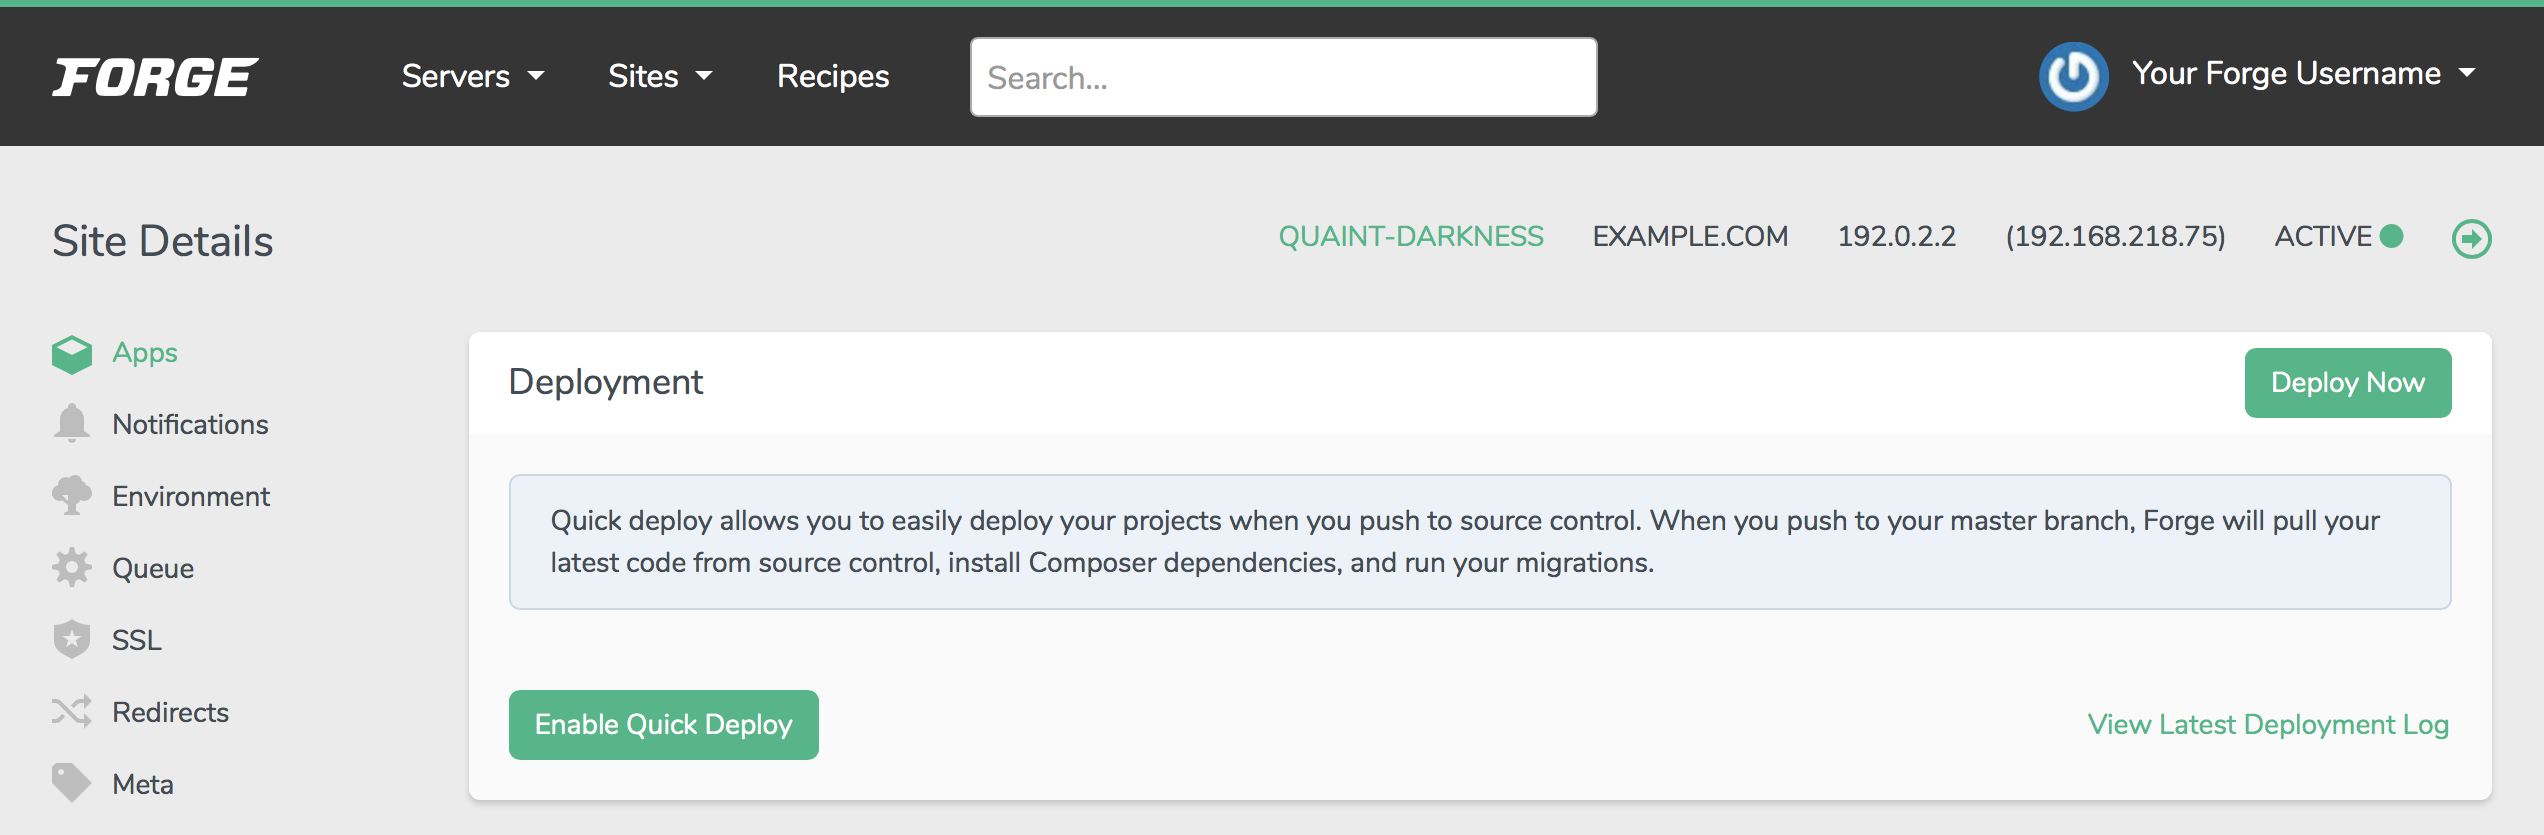 FORGE
Servers
Sites
Recipes
Search...
Your Forge Username
Site Details
QUAINT-DARKNESS
EXAMPLE.COM
192.0.2.2
(192.168.218.75)
ACTIVE
Apps
Notifications
Environment
Queue
SSL
Redirects
Meta
Deployment
Deploy Now
Quick deploy allows you to easily deploy your projects when you push to source control. When you push to your master branch, Forge will pull your
latest code from source control, install Composer dependencies, and run your migrations.
Enable Quick Deploy
View Latest Deployment Log